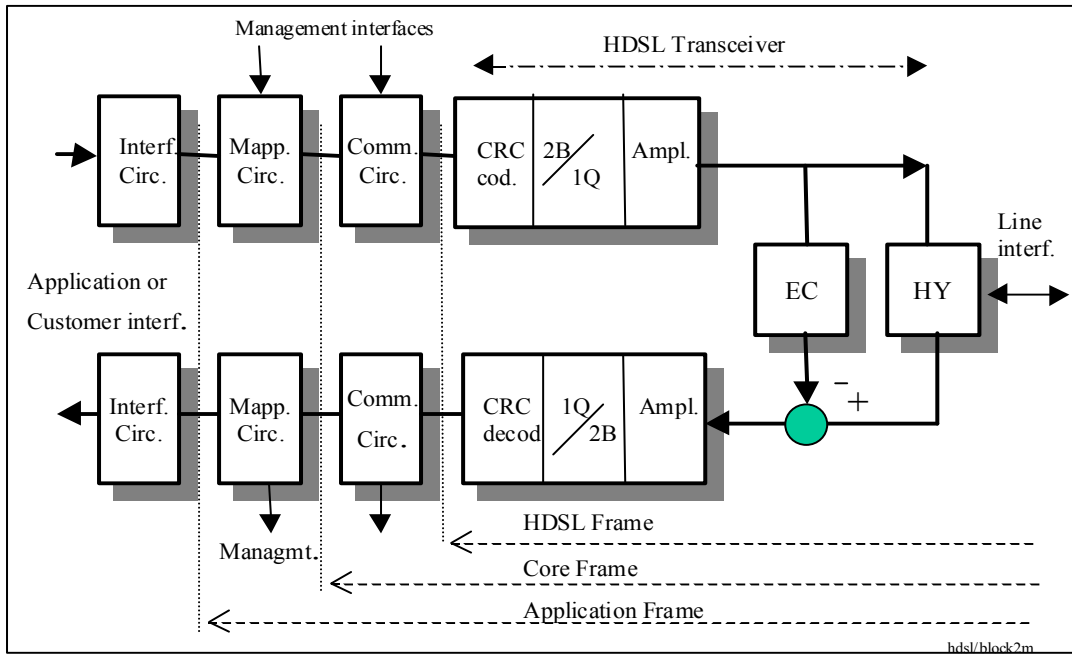 Management interfaces
HDSL Transceiver
Interf.
Circ.
Mapp.
Circ.
Comm.
Circ.
CRC
cod.
2B
1Q
Ampl.
Line
interf.
EC
HY
Application or
Customer interf.
Interf.
Circ.
Mapp.
Circ.
Comm.
Circ.
CRC
decod
1Q
2B
Ampl.
- +
HDSL Frame
Managmt.
Core Frame
Application Frame
hdsl/block2m